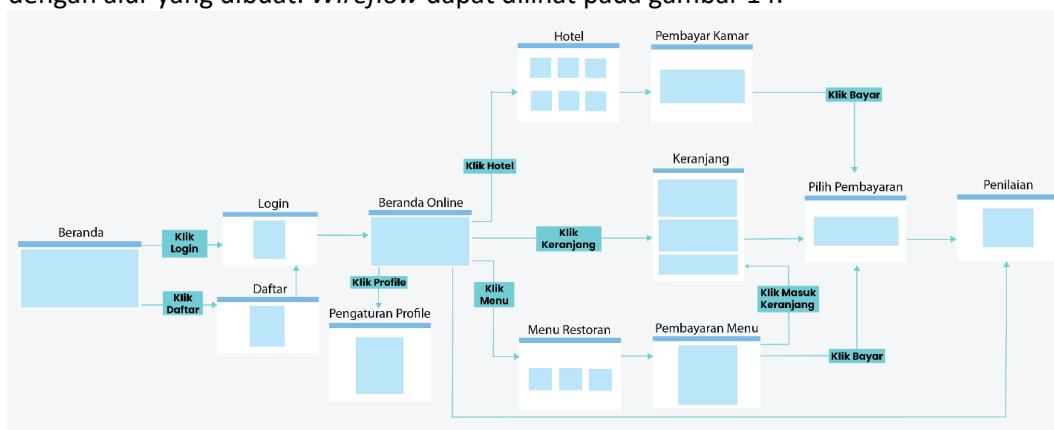 dengan alur yang dibuat. Wireflow dapat dilihat pada gambar 14.
Hotel
Pembayar Kamar
Klik Bayar
Klik Hotel
Keranjang
Pilih Pembayaran
Penilaian
Login
Beranda Online
Beranda
Klik
Login
Klik
Keranjang
Klik Profile
Klik
Menu
Klik Masuk
Keranjang
Klik
Daftar
Daftar
Pengaturan Profile
Menu Restoran
Pembayaran Menu
Klik Bayar